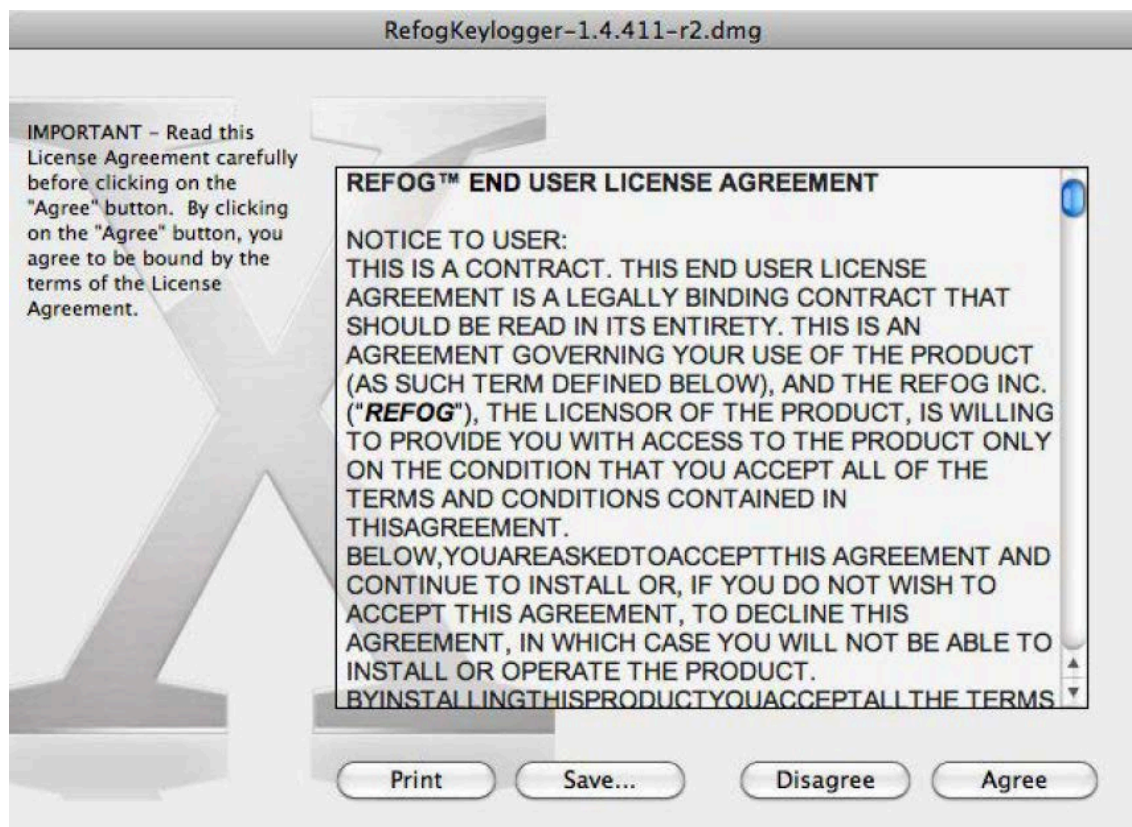 RefogKeylogger-1.4.411-r2.dmg
IMPORTANT – Read this
License Agreement carefully
before clicking on the
"Agree" button.  By clicking
on the "Agree" button, you
agree to be bound by the
terms of the License
Agreement.
REFOG™ END USER LICENSE AGREEMENT
NOTICE TO USER:
THIS IS A CONTRACT. THIS END USER LICENSE
AGREEMENT IS A LEGALLY BINDING CONTRACT THAT
SHOULD BE READ IN ITS ENTIRETY. THIS IS AN
AGREEMENT GOVERNING YOUR USE OF THE PRODUCT
(AS SUCH TERM DEFINED BELOW), AND THE REFOG INC.
(“REFOG”), THE LICENSOR OF THE PRODUCT, IS WILLING
TO PROVIDE YOU WITH ACCESS TO THE PRODUCT ONLY
ON THE CONDITION THAT YOU ACCEPT ALL OF THE
TERMS AND CONDITIONS CONTAINED IN
THISAGREEMENT.
BELOW,YOUAREASKEDTOACCEPTTHIS AGREEMENT AND
CONTINUE TO INSTALL OR, IF YOU DO NOT WISH TO
ACCEPT THIS AGREEMENT, TO DECLINE THIS
AGREEMENT, IN WHICH CASE YOU WILL NOT BE ABLE TO
INSTALL OR OPERATE THE PRODUCT.
BYINSTALLINGTHISPRODUCTYOUACCEPTALLTHE TERMS
Print Save... Disagree Agree